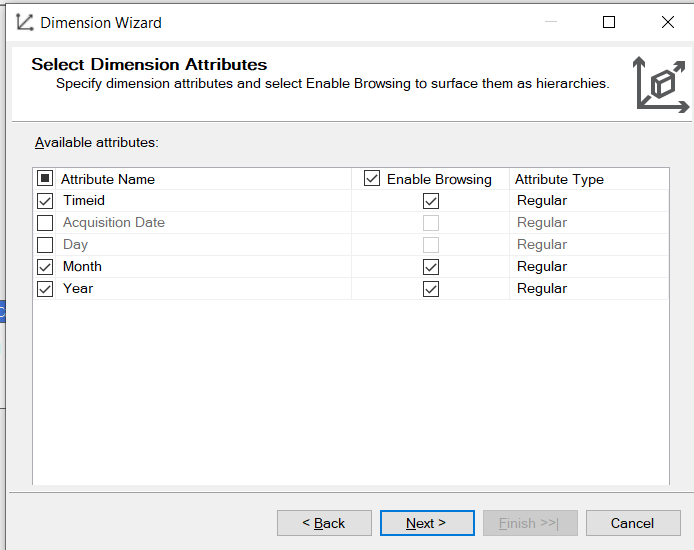 Dimension Wizard
Select Dimension Attributes
Specify dimension attributes and select Enable Browsing to surface them as hierarchies.
Available attributes:
Attribute Name Enable Browsing Attribute Type
Timeid Regular
Acquisition Date Regular
Day Regular
Month Regular
Year Regular
< Back Next > Finish >>| Cancel